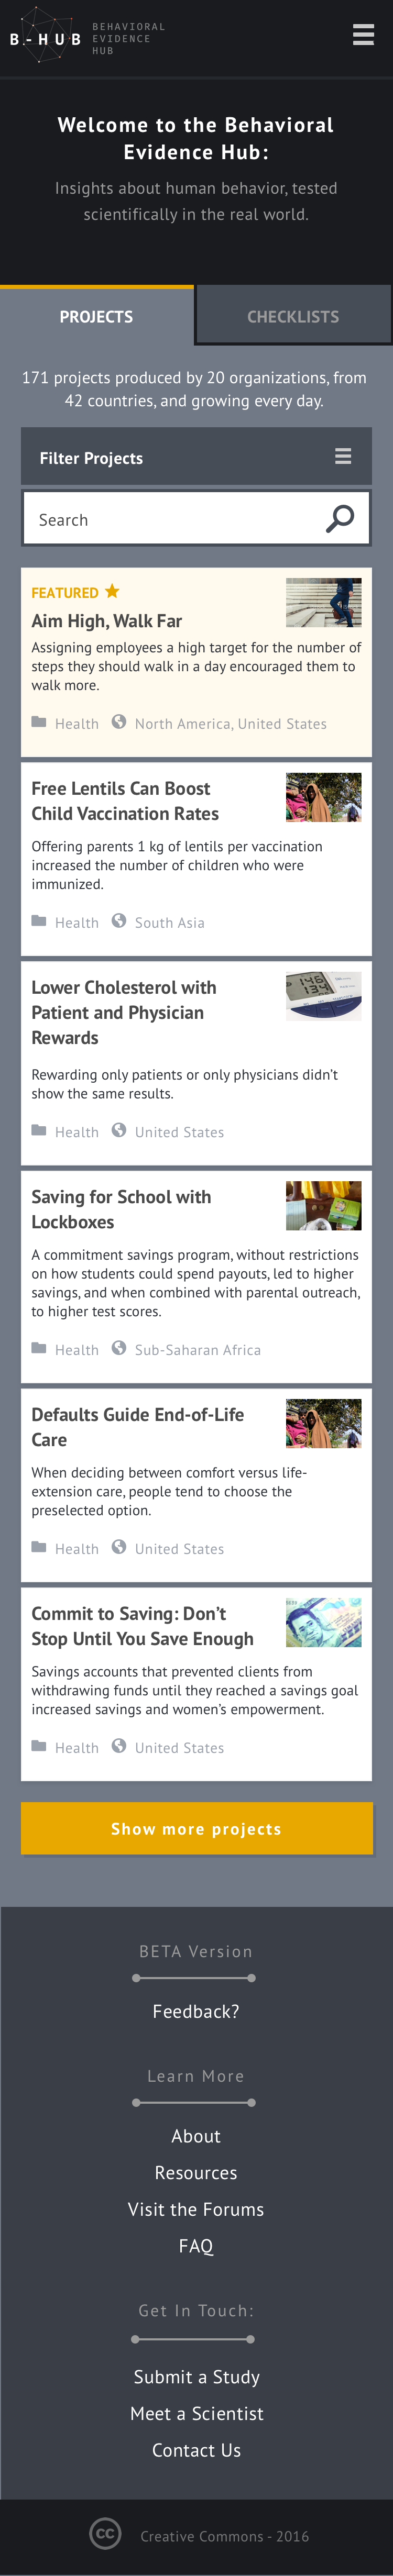 B-HUB
BEHAVIORAL
EVIDENCE
HUB
Welcome to the Behavioral
Evidence Hub:
Insights about human behavior, tested
scientifically in the real world.
PROJECTS
CHECKLISTS
171 projects produced by 20 organizations, from
42 countries, and growing every day.
Filter Projects
Search
FEATURED
Aim High, Walk Far
Assigning employees a high target for the number of
steps they should walk in a day encouraged them to
walk more.
Health North America, United States
Free Lentils Can Boost
Child Vaccination Rates
Offering parents 1 kg of lentils per vaccination
increased the number of children who were
immunized.
Health South Asia
Lower Cholesterol with
Patient and Physician
Rewards
146
134
Rewarding only patients or only physicians didn't
show the same results.
Health United States
Saving for School with
Lockboxes
A commitment savings program, without restrictions
on how students could spend payouts, led to higher
savings, and when combined with parental outreach,
to higher test scores.
Health Sub-Saharan Africa
Defaults Guide End-of-Life
Care
When deciding between comfort versus life-
extension care, people tend to choose the
preselected option.
Health United States
Commit to Saving: Don't
Stop Until You Save Enough
Savings accounts that prevented clients from
withdrawing funds until they reached a savings goal
increased savings and women's empowerment.
Health United States
Show more projects
BETA Version
Feedback?
Learn More
About
Resources
Visit the Forums
FAQ
Get In Touch:
Submit a Study
Meet a Scientist
Contact Us
cc Creative Commons - 2016